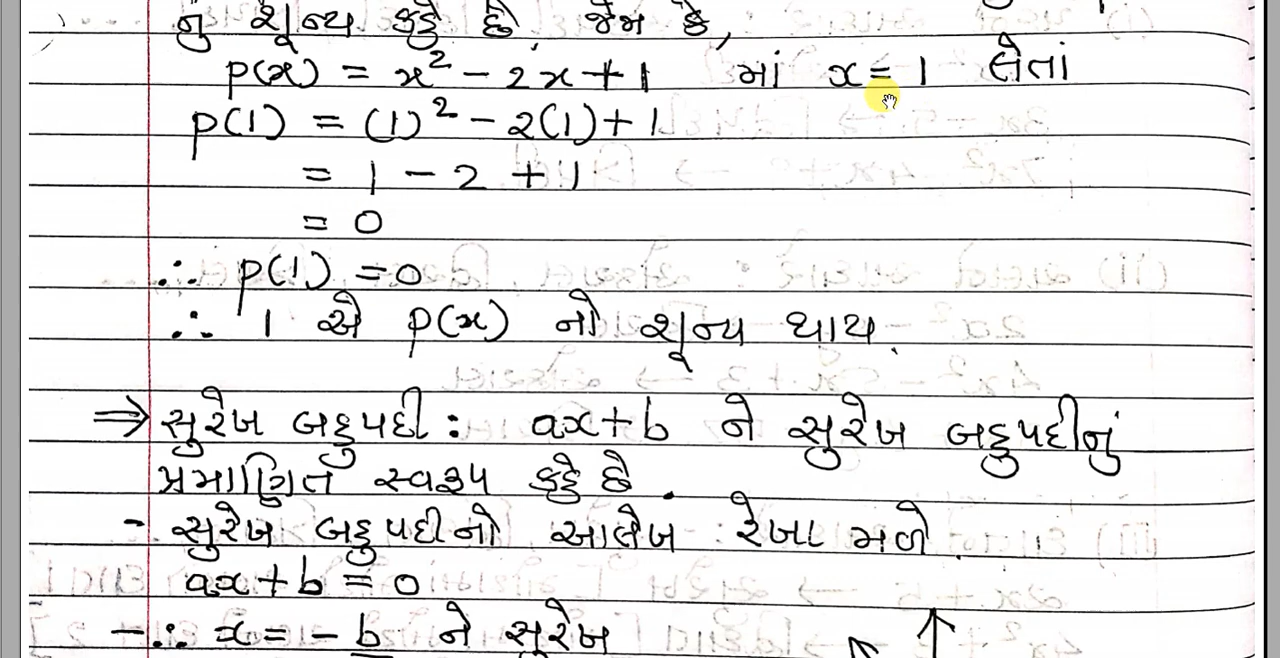 નું શૂન્ય કહે છે. જેમ કે,
p(x) = x² - 2x + 1 માં x = 1 લેતાં
p(1) = (1)² - 2(1) + 1
= 1 - 2 + 1
= 0
∴ p(1) = 0
∴ 1 એ p(x) નો શૂન્ય થાય.
⇒ સુરેખ બહુપદી : ax+b ને સુરેખ બહુપદીનું
પ્રમાણિત સ્વરૂપ કહે છે.
- સુરેખ બહુપદીનો આલેખ રેખા મળે.
ax+b = 0
-∴ x = - b ને સુરેખ